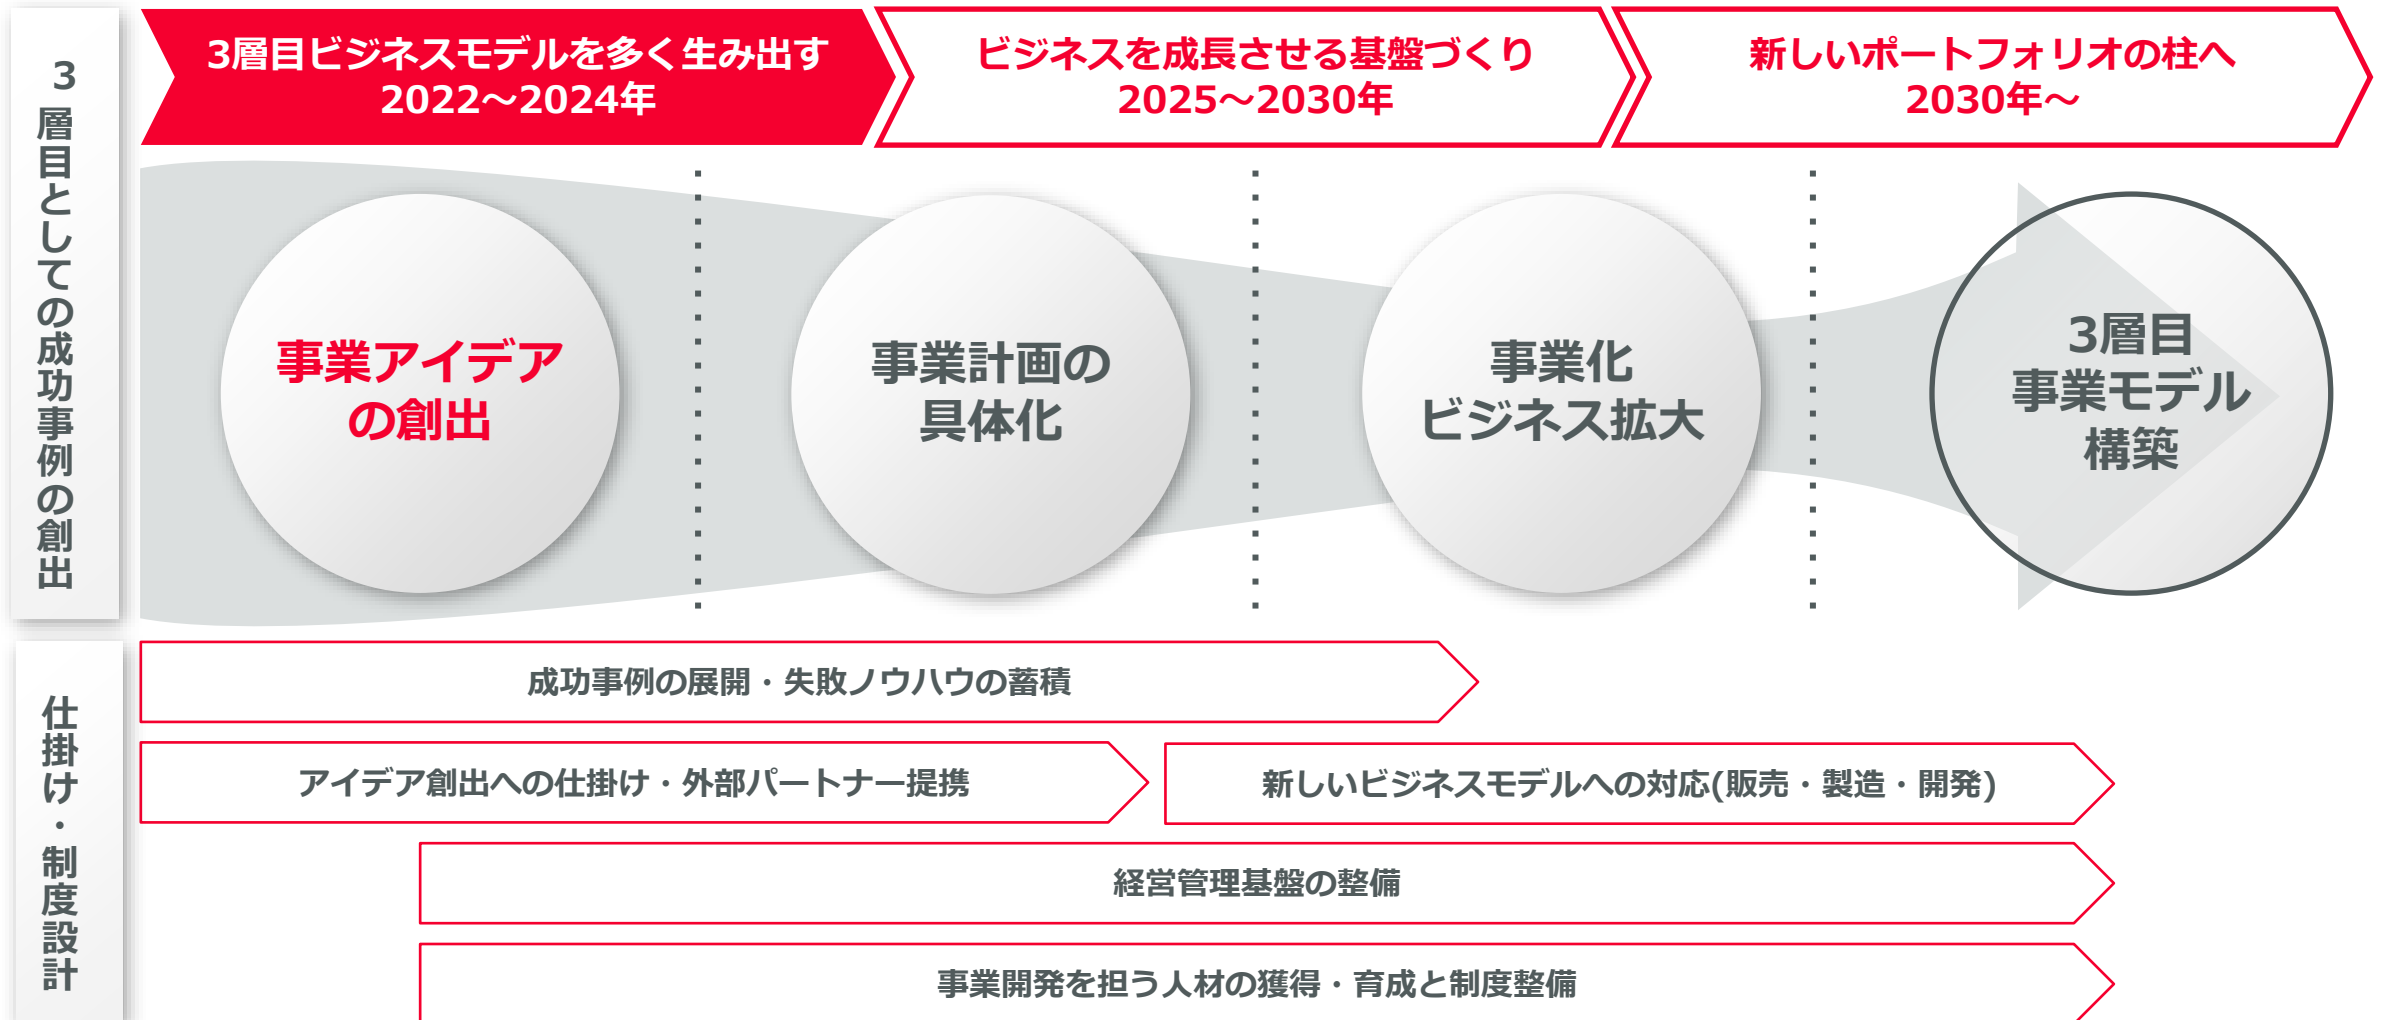 3層目としての成功事例の創出
3層目ビジネスモデルを多く生み出す
2022～2024年
ビジネスを成長させる基盤づくり
2025～2030年
新しいポートフォリオの柱へ
2030年～
事業アイデア
の創出
事業計画の
具体化
事業化
ビジネス拡大
3層目
事業モデル
構築
仕掛け・制度設計
成功事例の展開・失敗ノウハウの蓄積
アイデア創出への仕掛け・外部パートナー提携
新しいビジネスモデルへの対応(販売・製造・開発)
経営管理基盤の整備
事業開発を担う人材の獲得・育成と制度整備